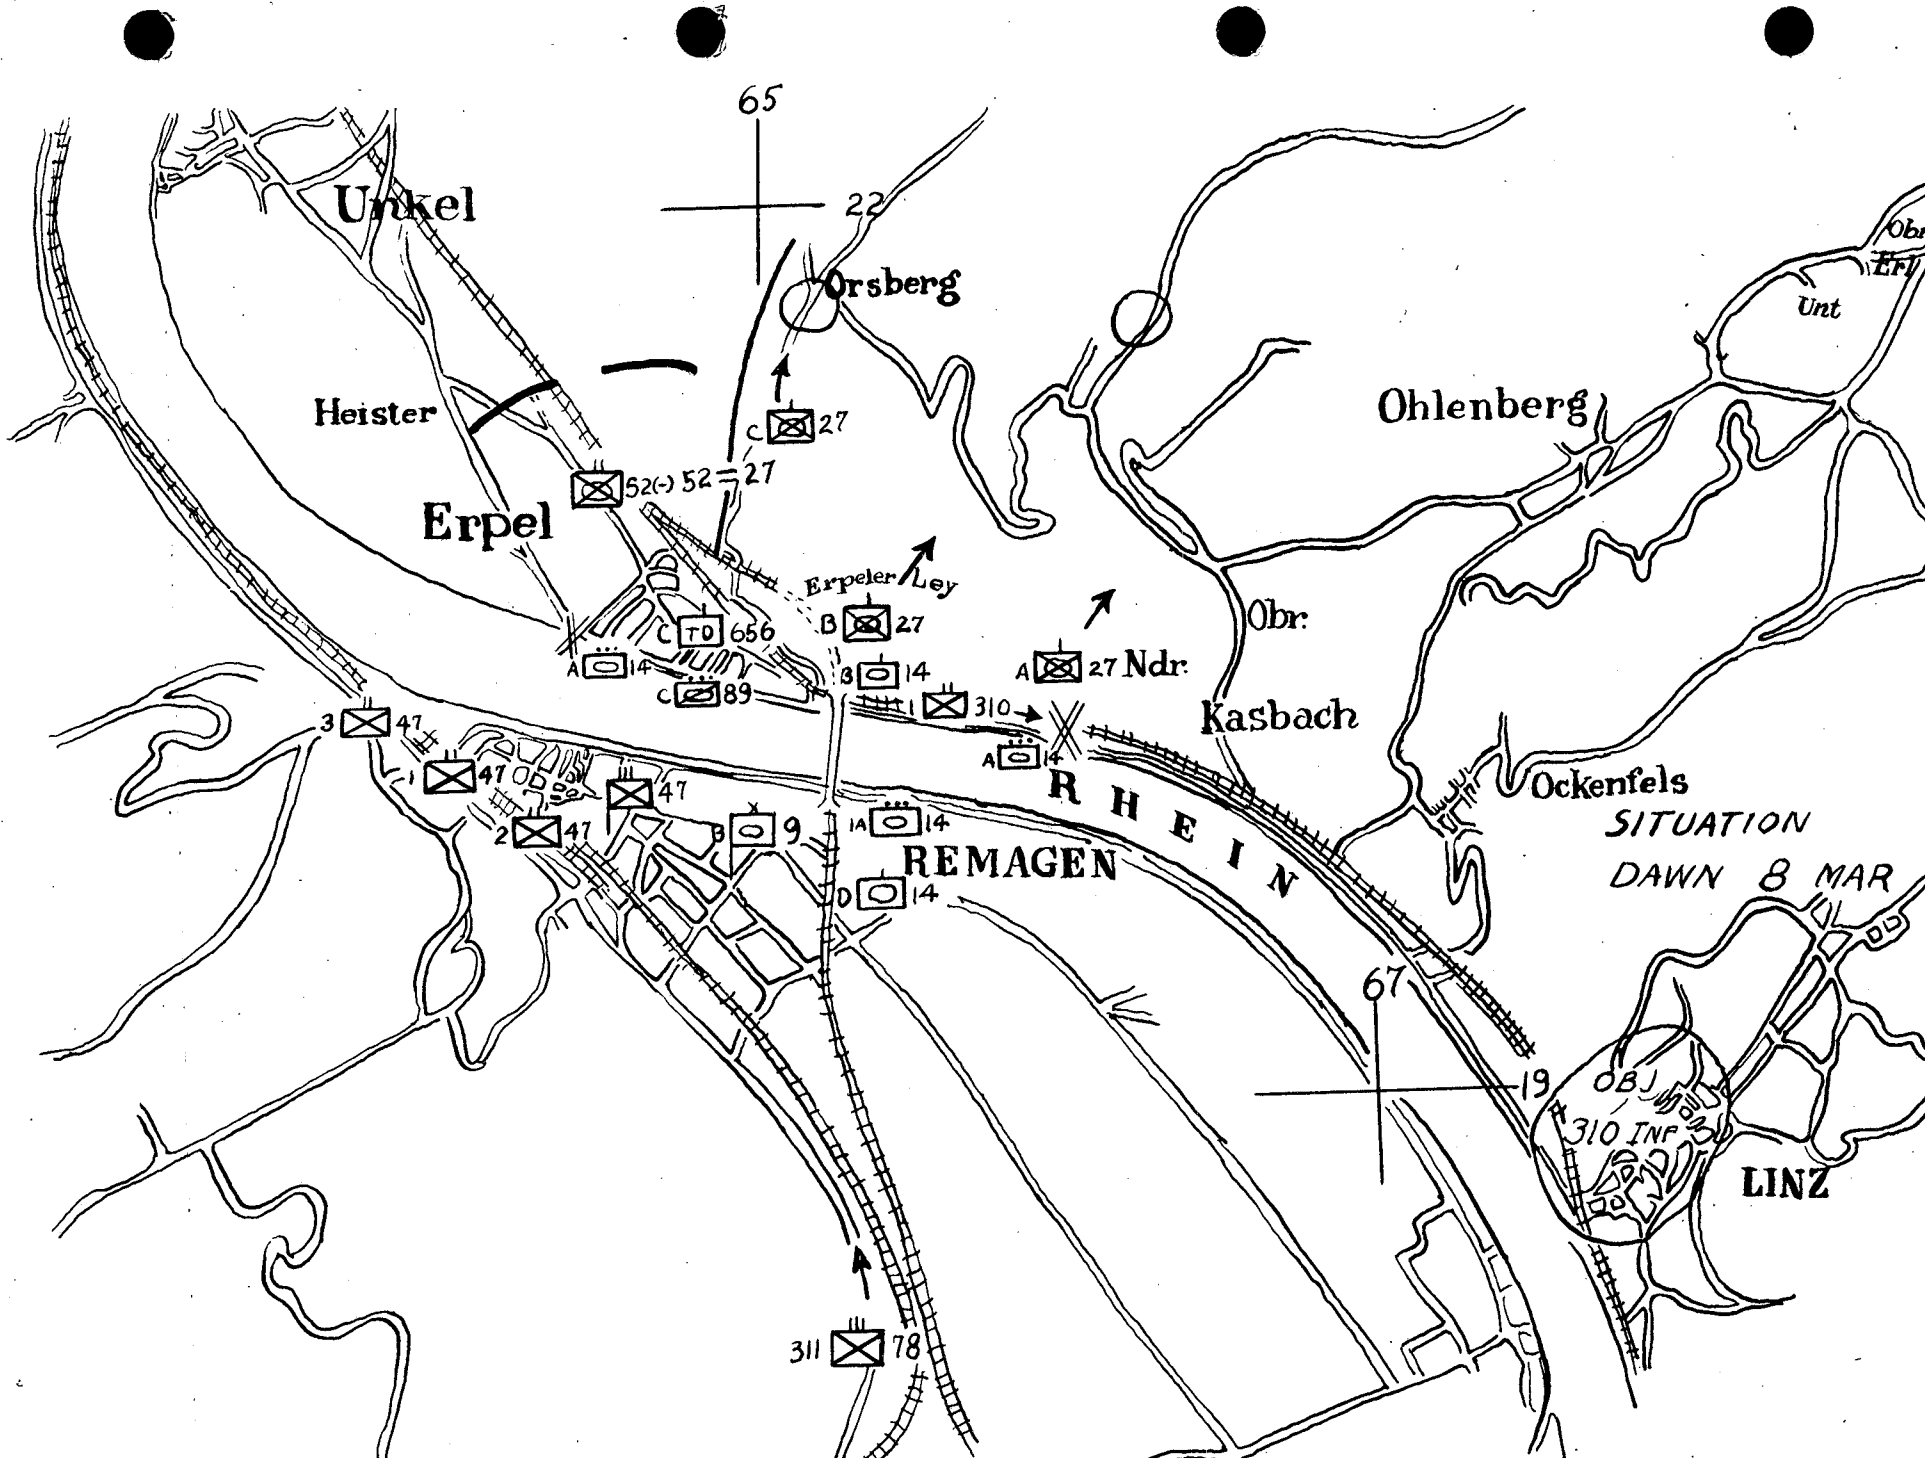 65
22
Unkel
Orsberg
Obr
Erl
Unt
Heister
Ohlenberg
C 27
52(-) 52 27
Erpel
Erpeler Ley
B 27
Obr.
C TD 656
A 14
B 14
A 27 Ndr.
C 89
1 310
Kasbach
3 47
A 14
1 47
47
RHEIN
Ockenfels
2 47
B 9
1A 14
SITUATION
REMAGEN
DAWN 8 MAR
D 14
67
19
OBJ
310 INF
LINZ
311 78